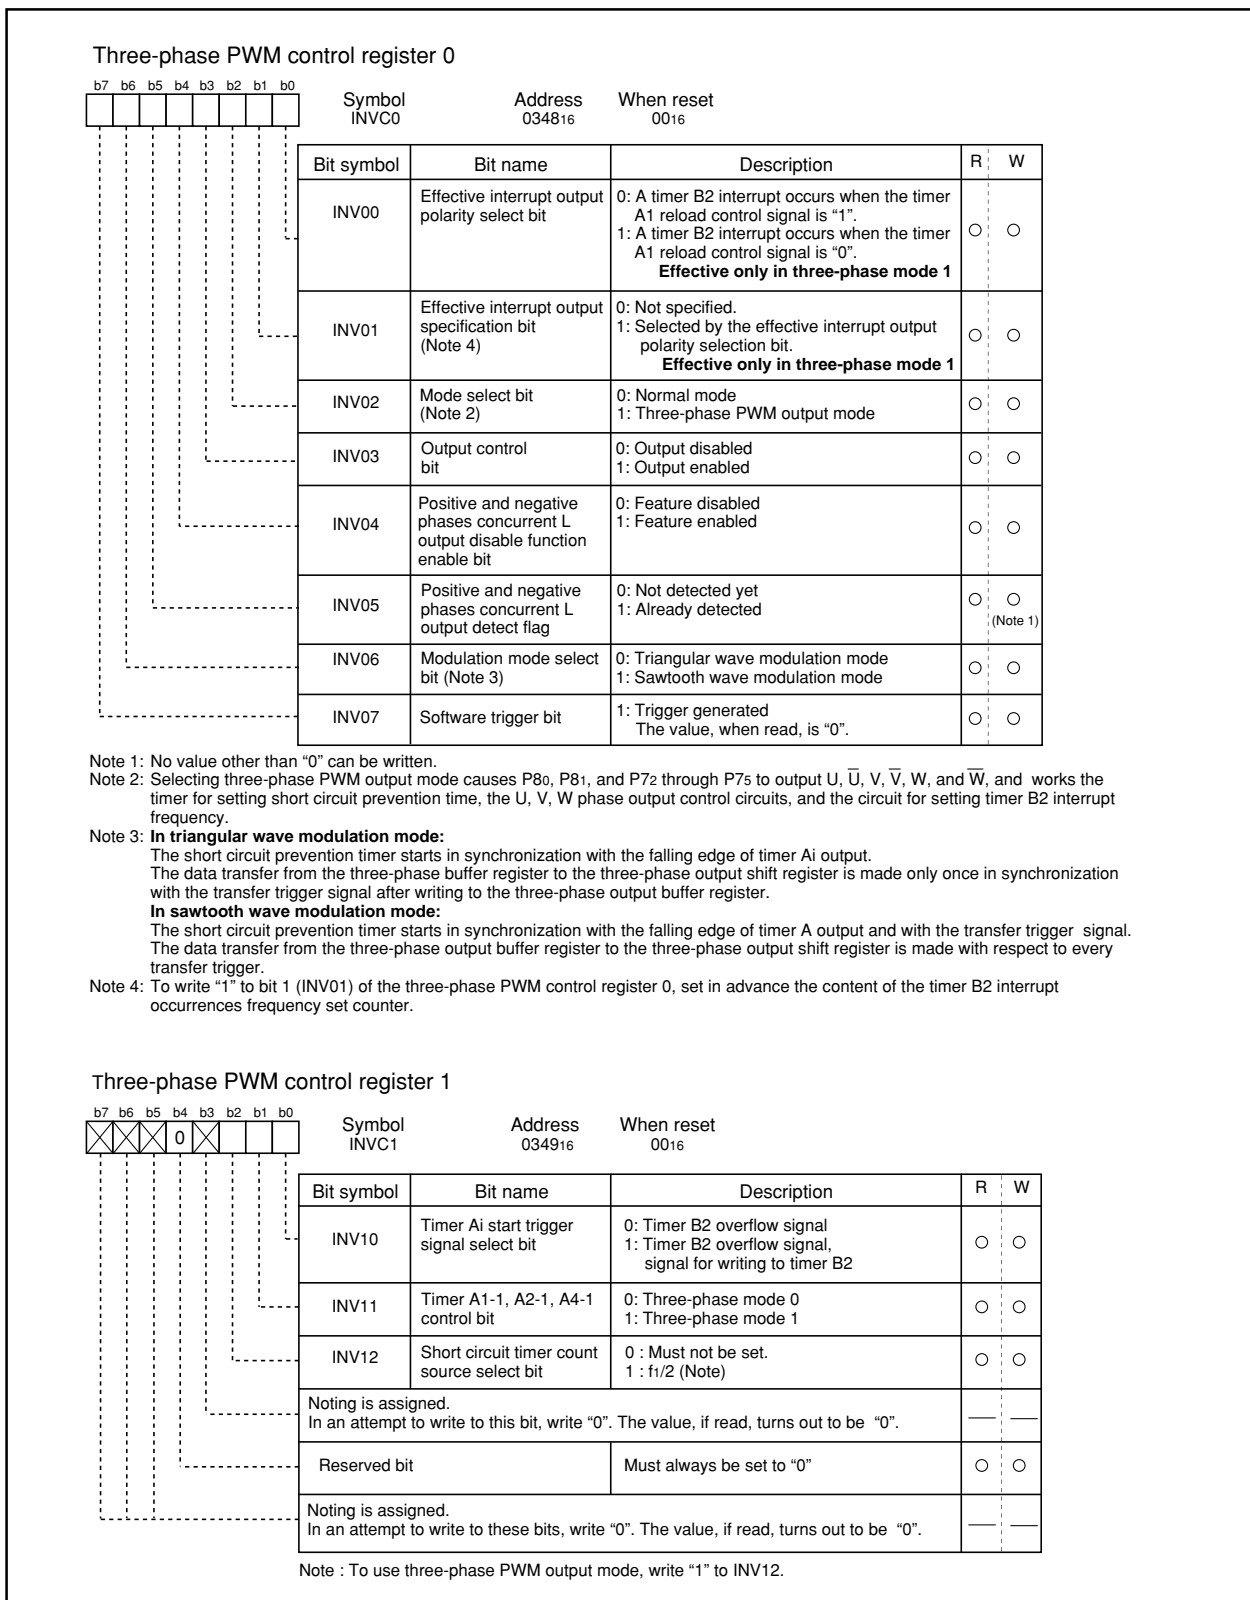 Three-phase PWM control register 0
b7 b6 b5 b4 b3 b2 b1 b0
Symbol Address When reset
INVC0 034816 0016
Bit symbol Bit name Description R W
INV00 Effective interrupt output polarity select bit 0: A timer B2 interrupt occurs when the timer
A1 reload control signal is “1”.
1: A timer B2 interrupt occurs when the timer
A1 reload control signal is “0”.
Effective only in three-phase mode 1
INV01 Effective interrupt output specification bit (Note 4) 0: Not specified.
1: Selected by the effective interrupt output
polarity selection bit.
Effective only in three-phase mode 1
INV02 Mode select bit (Note 2) 0: Normal mode
1: Three-phase PWM output mode
INV03 Output control bit 0: Output disabled
1: Output enabled
INV04 Positive and negative phases concurrent L output disable function enable bit 0: Feature disabled
1: Feature enabled
INV05 Positive and negative phases concurrent L output detect flag 0: Not detected yet
1: Already detected
(Note 1)
INV06 Modulation mode select bit (Note 3) 0: Triangular wave modulation mode
1: Sawtooth wave modulation mode
INV07 Software trigger bit 1: Trigger generated
The value, when read, is “0”.
Note 1: No value other than “0” can be written.
Note 2: Selecting three-phase PWM output mode causes P80, P81, and P72 through P75 to output U, U̅, V, V̅, W, and W̅, and works the
timer for setting short circuit prevention time, the U, V, W phase output control circuits, and the circuit for setting timer B2 interrupt
frequency.
Note 3: In triangular wave modulation mode:
The short circuit prevention timer starts in synchronization with the falling edge of timer Ai output.
The data transfer from the three-phase buffer register to the three-phase output shift register is made only once in synchronization
with the transfer trigger signal after writing to the three-phase output buffer register.
In sawtooth wave modulation mode:
The short circuit prevention timer starts in synchronization with the falling edge of timer A output and with the transfer trigger signal.
The data transfer from the three-phase output buffer register to the three-phase output shift register is made with respect to every
transfer trigger.
Note 4: To write “1” to bit 1 (INV01) of the three-phase PWM control register 0, set in advance the content of the timer B2 interrupt
occurrences frequency set counter.
Three-phase PWM control register 1
b7 b6 b5 b4 b3 b2 b1 b0
0
Symbol Address When reset
INVC1 034916 0016
Bit symbol Bit name Description R W
INV10 Timer Ai start trigger signal select bit 0: Timer B2 overflow signal
1: Timer B2 overflow signal,
signal for writing to timer B2
INV11 Timer A1-1, A2-1, A4-1 control bit 0: Three-phase mode 0
1: Three-phase mode 1
INV12 Short circuit timer count source select bit 0 : Must not be set.
1 : f1/2 (Note)
Noting is assigned.
In an attempt to write to this bit, write “0”. The value, if read, turns out to be “0”.
Reserved bit Must always be set to “0”
Noting is assigned.
In an attempt to write to these bits, write “0”. The value, if read, turns out to be “0”.
Note : To use three-phase PWM output mode, write “1” to INV12.